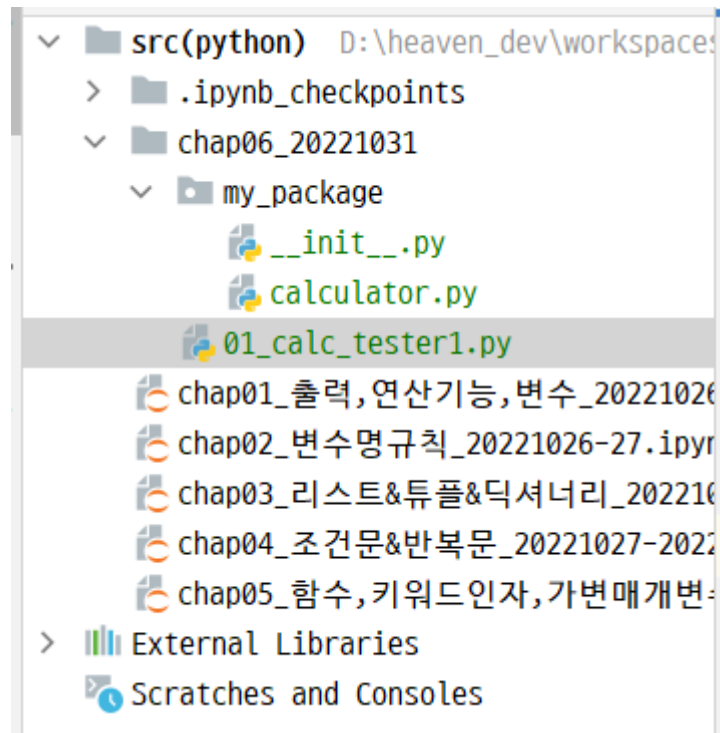 src(python) D:\heaven_dev\workspaces
.ipynb_checkpoints
chap06_20221031
my_package
__init__.py
calculator.py
01_calc_tester1.py
chap01_출력,연산기능,변수_20221026
chap02_변수명규칙_20221026-27.ipyn
chap03_리스트&튜플&딕셔너리_202210
chap04_조건문&반복문_20221027-2022
chap05_함수,키워드인자,가변매개변
External Libraries
Scratches and Consoles